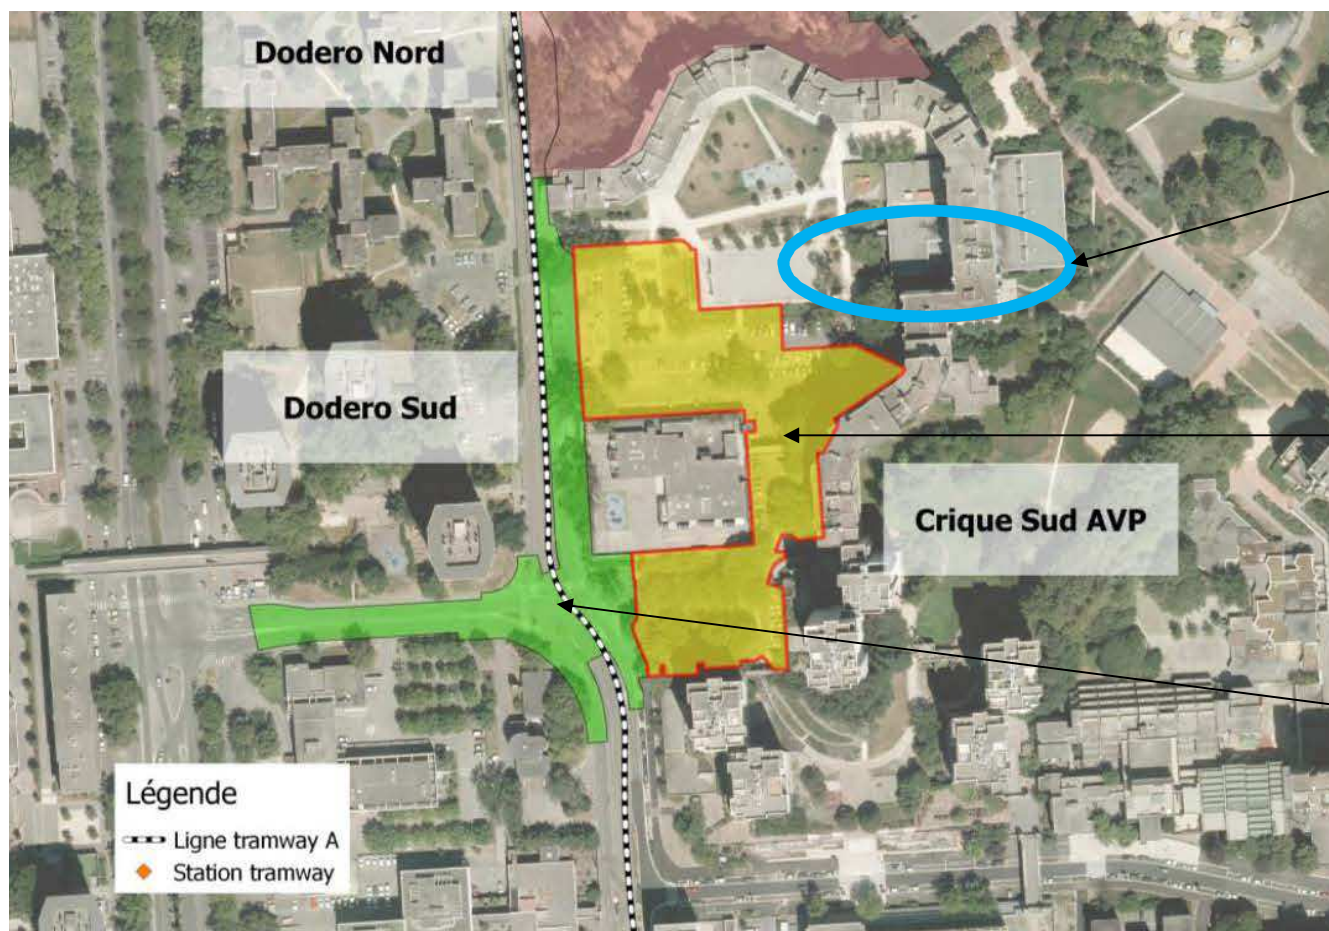 Dodero Nord
Dodero Sud
Crique Sud AVP
Légende
Ligne tramway A
Station tramway